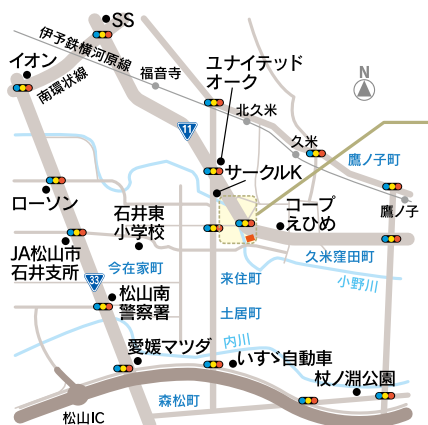 SS
伊予鉄横河原線
イオン
南環状線
福音寺
ユナイテッド
オーク
N
北久米
久米
11
鷹ノ子町
サークルK
ローソン
鷹ノ子
石井東
小学校
コープ
えひめ
JA松山市
石井支所
今在家町
来住町
久米窪田町
小野川
33
松山南
警察署
土居町
内川
愛媛マツダ
いすゞ自動車
杖ノ淵公園
森松町
松山IC